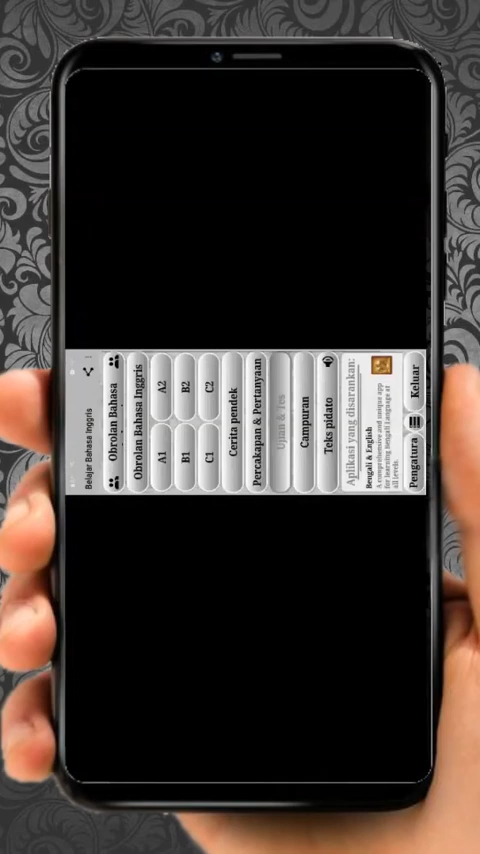 Belajar Bahasa Inggris
Obrolan Bahasa
Obrolan Bahasa Inggris
A1 A2
B1 B2
C1 C2
Cerita pendek
Percakapan & Pertanyaan
Ujian & Tes
Campuran
Teks pidato
Aplikasi yang disarankan:
Bengali & English
A comprehensive and unique app
for learning Bengali Language at
all levels.
Pengatura Keluar